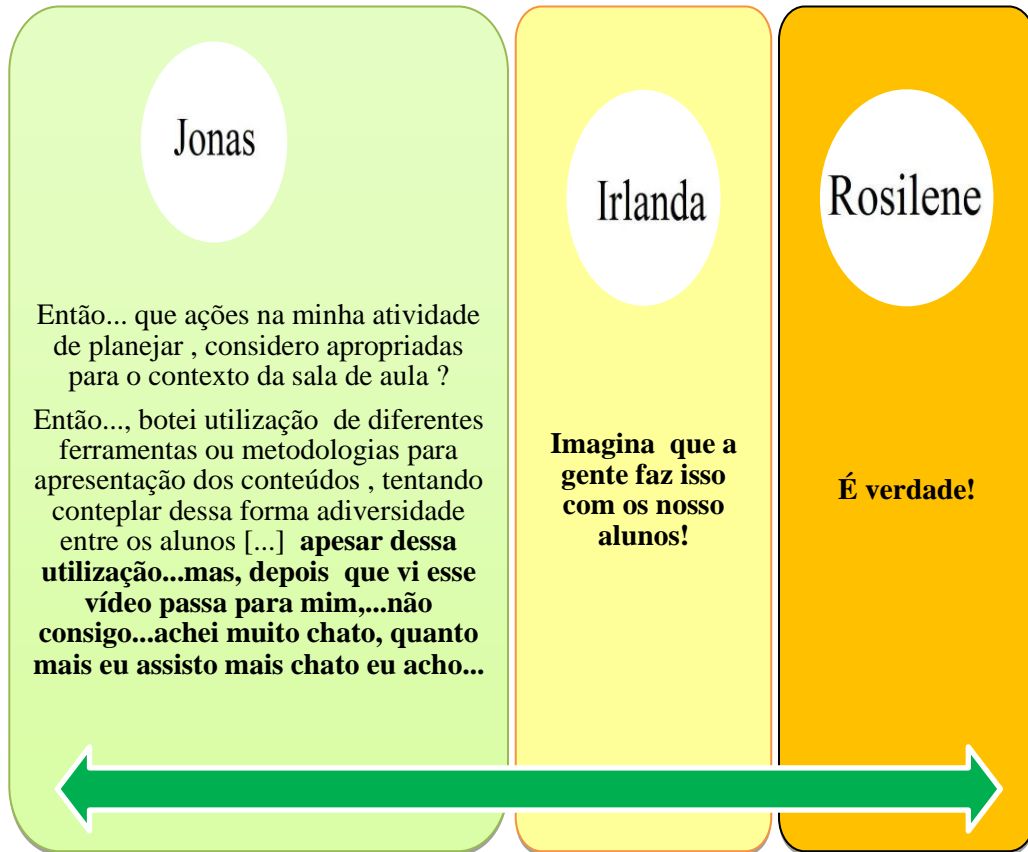 Jonas
Então... que ações na minha atividade
de planejar , considero apropriadas
para o contexto da sala de aula ?
Então..., botei utilização de diferentes
ferramentas ou metodologias para
apresentação dos conteúdos , tentando
conteplar dessa forma adiversidade
entre os alunos [...] apesar dessa
utilização...mas, depois que vi esse
vídeo passa para mim,...não
consigo...achei muito chato, quanto
mais eu assisto mais chato eu acho...
Irlanda
Imagina que a
gente faz isso
com os nosso
alunos!
Rosilene
É verdade!